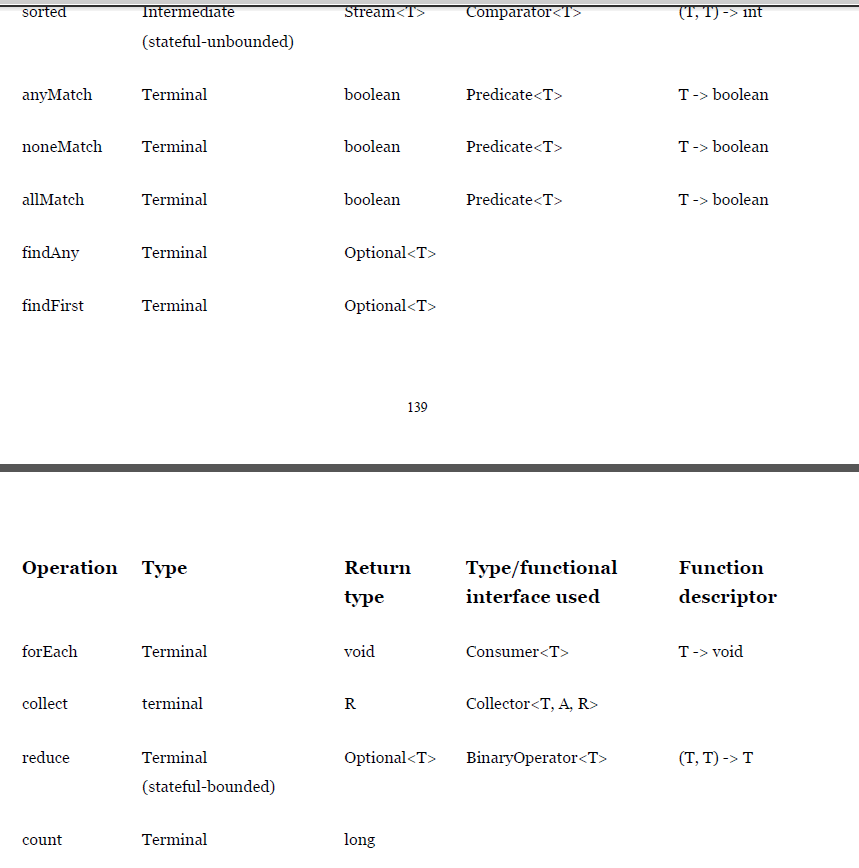 sorted Intermediate Stream<T> Comparator<T> (T, T) -> int
(stateful-unbounded)
anyMatch Terminal boolean Predicate<T> T -> boolean
noneMatch Terminal boolean Predicate<T> T -> boolean
allMatch Terminal boolean Predicate<T> T -> boolean
findAny Terminal Optional<T>
findFirst Terminal Optional<T>
139
Operation Type Return Type/functional Function
type interface used descriptor
forEach Terminal void Consumer<T> T -> void
collect terminal R Collector<T, A, R>
reduce Terminal Optional<T> BinaryOperator<T> (T, T) -> T
(stateful-bounded)
count Terminal long